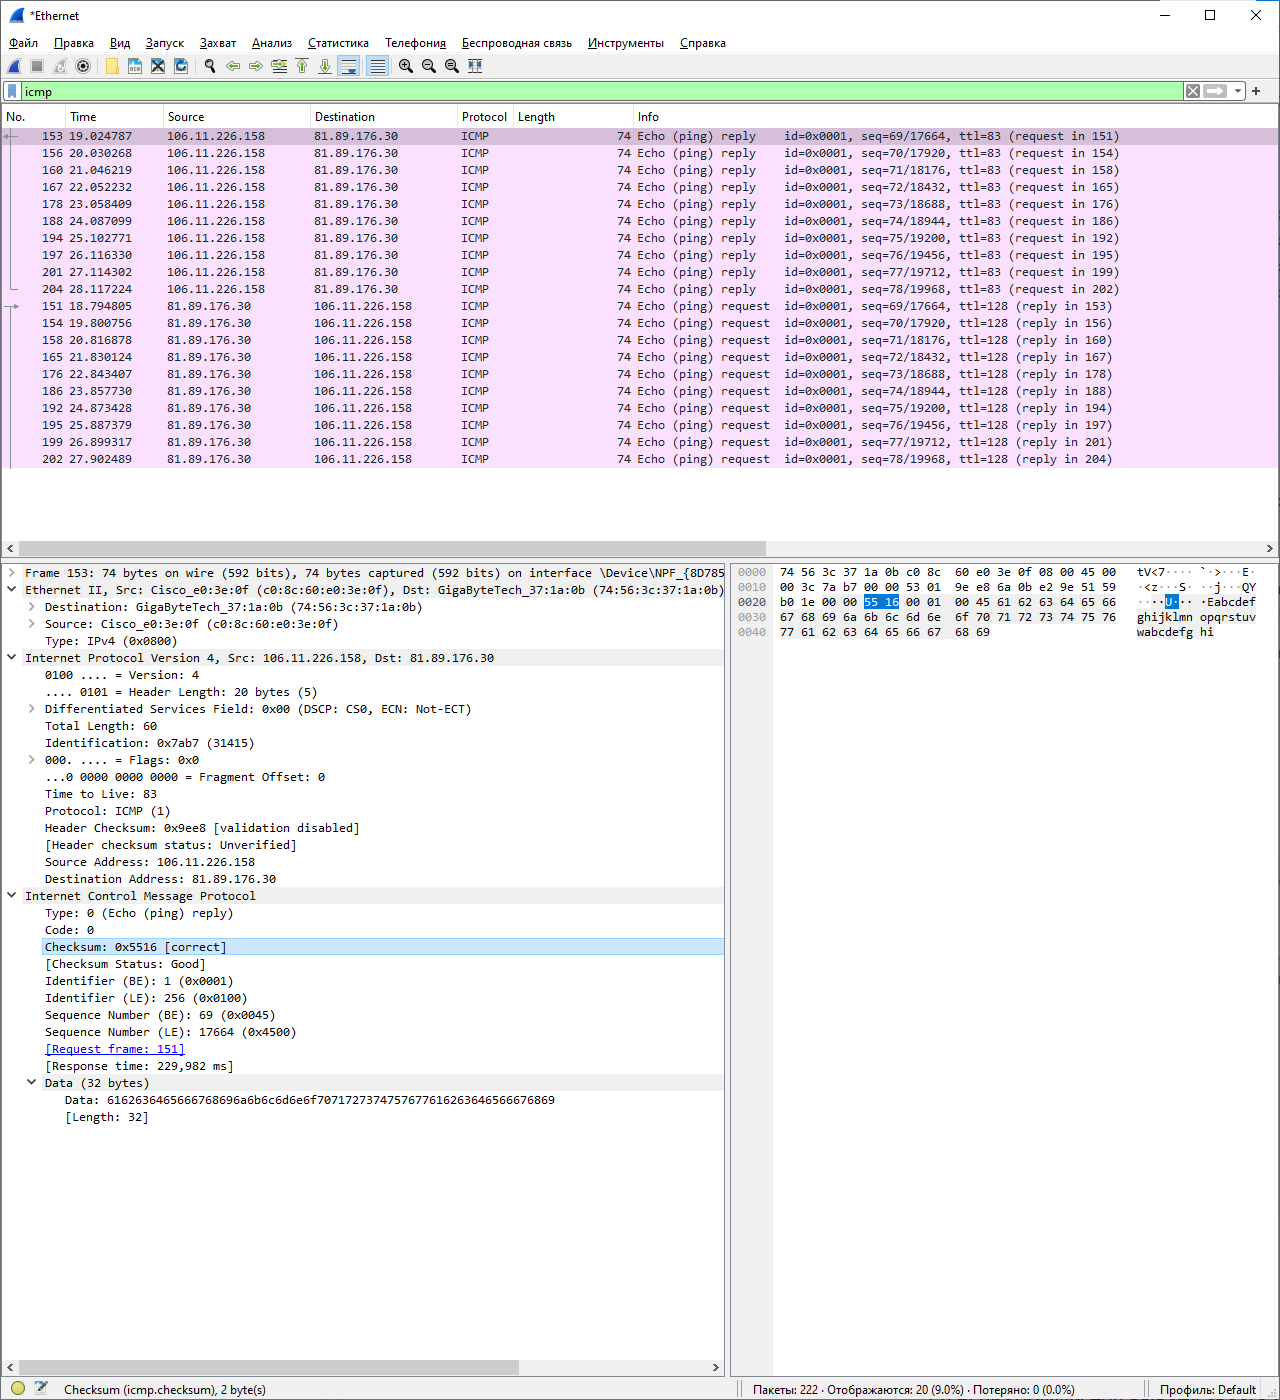 *Ethernet
Файл Правка Вид Запуск Захват Анализ Статистика Телефония Беспроводная связь Инструменты Справка
icmp
No. Time Source Destination Protocol Length Info
153 19.024787 106.11.226.158 81.89.176.30 ICMP 74 Echo (ping) reply id=0x0001, seq=69/17664, ttl=83 (request in 151)
156 20.030268 106.11.226.158 81.89.176.30 ICMP 74 Echo (ping) reply id=0x0001, seq=70/17920, ttl=83 (request in 154)
160 21.046219 106.11.226.158 81.89.176.30 ICMP 74 Echo (ping) reply id=0x0001, seq=71/18176, ttl=83 (request in 158)
167 22.052232 106.11.226.158 81.89.176.30 ICMP 74 Echo (ping) reply id=0x0001, seq=72/18432, ttl=83 (request in 165)
178 23.058409 106.11.226.158 81.89.176.30 ICMP 74 Echo (ping) reply id=0x0001, seq=73/18688, ttl=83 (request in 176)
188 24.087099 106.11.226.158 81.89.176.30 ICMP 74 Echo (ping) reply id=0x0001, seq=74/18944, ttl=83 (request in 186)
194 25.102771 106.11.226.158 81.89.176.30 ICMP 74 Echo (ping) reply id=0x0001, seq=75/19200, ttl=83 (request in 192)
197 26.116330 106.11.226.158 81.89.176.30 ICMP 74 Echo (ping) reply id=0x0001, seq=76/19456, ttl=83 (request in 195)
201 27.114302 106.11.226.158 81.89.176.30 ICMP 74 Echo (ping) reply id=0x0001, seq=77/19712, ttl=83 (request in 199)
204 28.117224 106.11.226.158 81.89.176.30 ICMP 74 Echo (ping) reply id=0x0001, seq=78/19968, ttl=83 (request in 202)
151 18.794805 81.89.176.30 106.11.226.158 ICMP 74 Echo (ping) request id=0x0001, seq=69/17664, ttl=128 (reply in 153)
154 19.800756 81.89.176.30 106.11.226.158 ICMP 74 Echo (ping) request id=0x0001, seq=70/17920, ttl=128 (reply in 156)
158 20.816878 81.89.176.30 106.11.226.158 ICMP 74 Echo (ping) request id=0x0001, seq=71/18176, ttl=128 (reply in 160)
165 21.830124 81.89.176.30 106.11.226.158 ICMP 74 Echo (ping) request id=0x0001, seq=72/18432, ttl=128 (reply in 167)
176 22.843407 81.89.176.30 106.11.226.158 ICMP 74 Echo (ping) request id=0x0001, seq=73/18688, ttl=128 (reply in 178)
186 23.857730 81.89.176.30 106.11.226.158 ICMP 74 Echo (ping) request id=0x0001, seq=74/18944, ttl=128 (reply in 188)
192 24.873428 81.89.176.30 106.11.226.158 ICMP 74 Echo (ping) request id=0x0001, seq=75/19200, ttl=128 (reply in 194)
195 25.887379 81.89.176.30 106.11.226.158 ICMP 74 Echo (ping) request id=0x0001, seq=76/19456, ttl=128 (reply in 197)
199 26.899317 81.89.176.30 106.11.226.158 ICMP 74 Echo (ping) request id=0x0001, seq=77/19712, ttl=128 (reply in 201)
202 27.902489 81.89.176.30 106.11.226.158 ICMP 74 Echo (ping) request id=0x0001, seq=78/19968, ttl=128 (reply in 204)
Frame 153: 74 bytes on wire (592 bits), 74 bytes captured (592 bits) on interface \Device\NPF_{8D785
Ethernet II, Src: Cisco_e0:3e:0f (c0:8c:60:e0:3e:0f), Dst: GigaByteTech_37:1a:0b (74:56:3c:37:1a:0b)
Destination: GigaByteTech_37:1a:0b (74:56:3c:37:1a:0b)
Source: Cisco_e0:3e:0f (c0:8c:60:e0:3e:0f)
Type: IPv4 (0x0800)
Internet Protocol Version 4, Src: 106.11.226.158, Dst: 81.89.176.30
0100 .... = Version: 4
.... 0101 = Header Length: 20 bytes (5)
Differentiated Services Field: 0x00 (DSCP: CS0, ECN: Not-ECT)
Total Length: 60
Identification: 0x7ab7 (31415)
000. .... = Flags: 0x0
...0 0000 0000 0000 = Fragment Offset: 0
Time to Live: 83
Protocol: ICMP (1)
Header Checksum: 0x9ee8 [validation disabled]
[Header checksum status: Unverified]
Source Address: 106.11.226.158
Destination Address: 81.89.176.30
Internet Control Message Protocol
Type: 0 (Echo (ping) reply)
Code: 0
Checksum: 0x5516 [correct]
[Checksum Status: Good]
Identifier (BE): 1 (0x0001)
Identifier (LE): 256 (0x0100)
Sequence Number (BE): 69 (0x0045)
Sequence Number (LE): 17664 (0x4500)
[Request frame: 151]
[Response time: 229,982 ms]
Data (32 bytes)
Data: 6162636465666768696a6b6c6d6e6f7071727374757677616263646566676869
[Length: 32]
0000 74 56 3c 37 1a 0b c0 8c 60 e0 3e 0f 08 00 45 00 tV<7···· `·>···E·
0010 00 3c 7a b7 00 00 53 01 9e e8 6a 0b e2 9e 51 59 ·<z···S· ··j···QY
0020 b0 1e 00 00 55 16 00 01 00 45 61 62 63 64 65 66 ····U··· ·Eabcdef
0030 67 68 69 6a 6b 6c 6d 6e 6f 70 71 72 73 74 75 76 ghijklmn opqrstuv
0040 77 61 62 63 64 65 66 67 68 69 wabcdefg hi
Checksum (icmp.checksum), 2 byte(s) Пакеты: 222 · Отображаются: 20 (9.0%) · Потеряно: 0 (0.0%) Профиль: Default